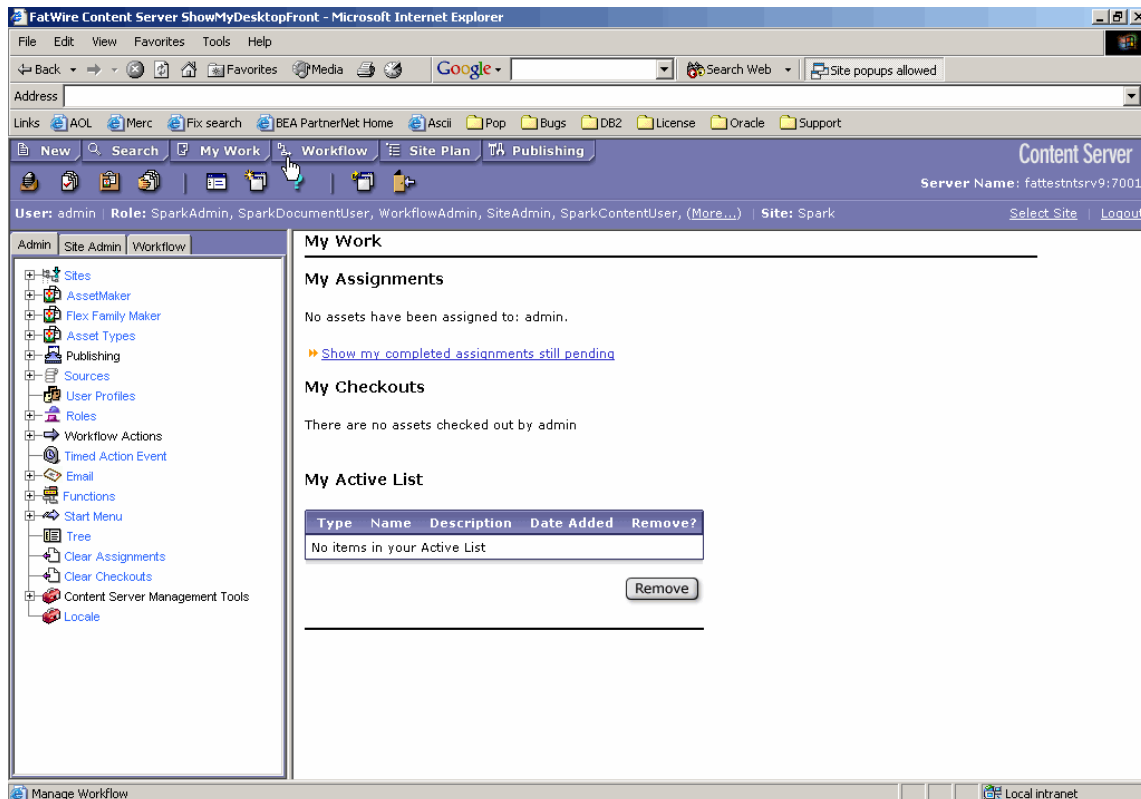 FatWire Content Server ShowMyDesktopFront - Microsoft Internet Explorer
File Edit View Favorites Tools Help
Back Favorites Media Google Search Web Site popups allowed
Address
Links AOL Merc Fix search BEA PartnerNet Home Ascii Pop Bugs DB2 License Oracle Support
New Search My Work Workflow Site Plan Publishing Content Server
Server Name: fattestntsrv9:7001
User: admin | Role: SparkAdmin, SparkDocumentUser, WorkflowAdmin, SiteAdmin, SparkContentUser, (More...) | Site: Spark Select Site | Logout
Admin Site Admin Workflow
Sites
AssetMaker
Flex Family Maker
Asset Types
Publishing
Sources
User Profiles
Roles
Workflow Actions
Timed Action Event
Email
Functions
Start Menu
Tree
Clear Assignments
Clear Checkouts
Content Server Management Tools
Locale
My Work
My Assignments
No assets have been assigned to: admin.
Show my completed assignments still pending
My Checkouts
There are no assets checked out by admin
My Active List
Type Name Description Date Added Remove?
No items in your Active List
Remove
Manage Workflow Local intranet